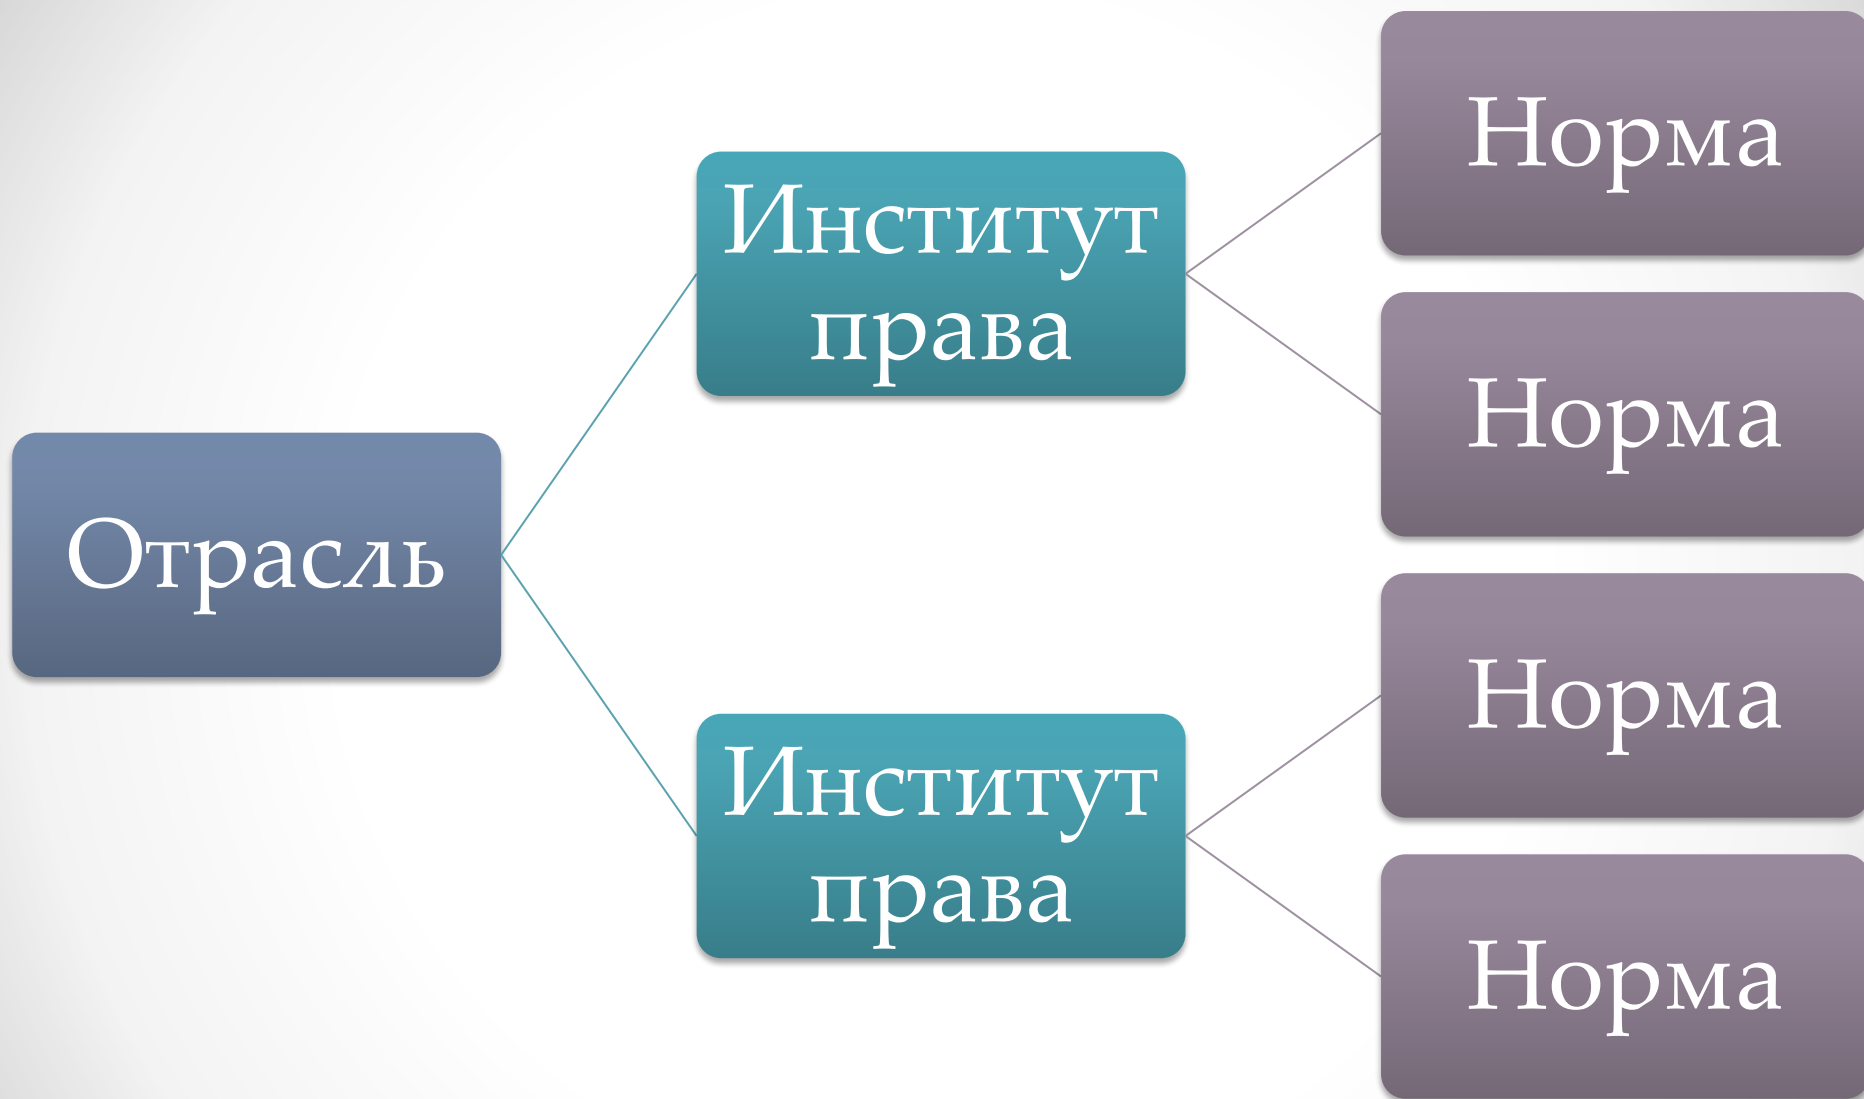 Отрасль
Институт
права
Норма
Норма
Институт
права
Норма
Норма